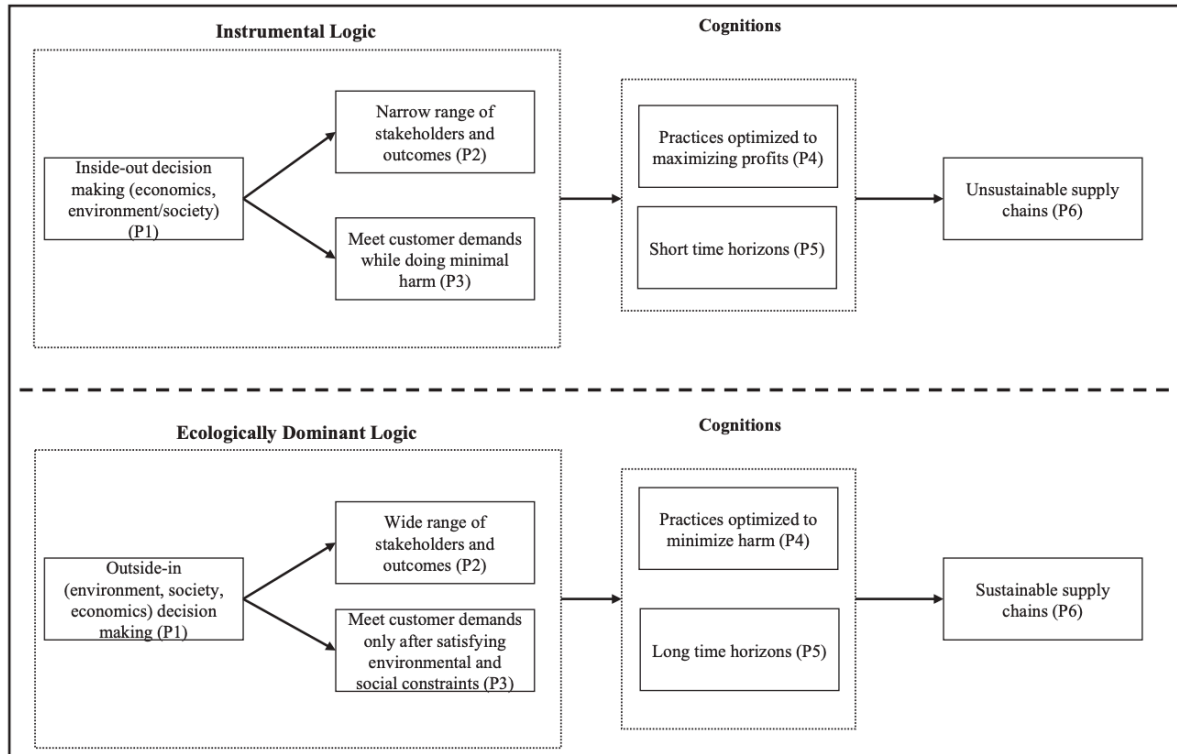 Instrumental Logic
Cognitions
Narrow range of
stakeholders and
outcomes (P2)
Inside-out decision
making (economics,
environment/society)
(P1)
Meet customer demands
while doing minimal
harm (P3)
Practices optimized to
maximizing profits (P4)
Short time horizons (P5)
Unsustainable supply
chains (P6)
Ecologically Dominant Logic
Cognitions
Wide range of
stakeholders and
outcomes (P2)
Outside-in
(environment, society,
economics) decision
making (P1)
Meet customer demands
only after satisfying
environmental and
social constraints (P3)
Practices optimized to
minimize harm (P4)
Long time horizons (P5)
Sustainable supply
chains (P6)